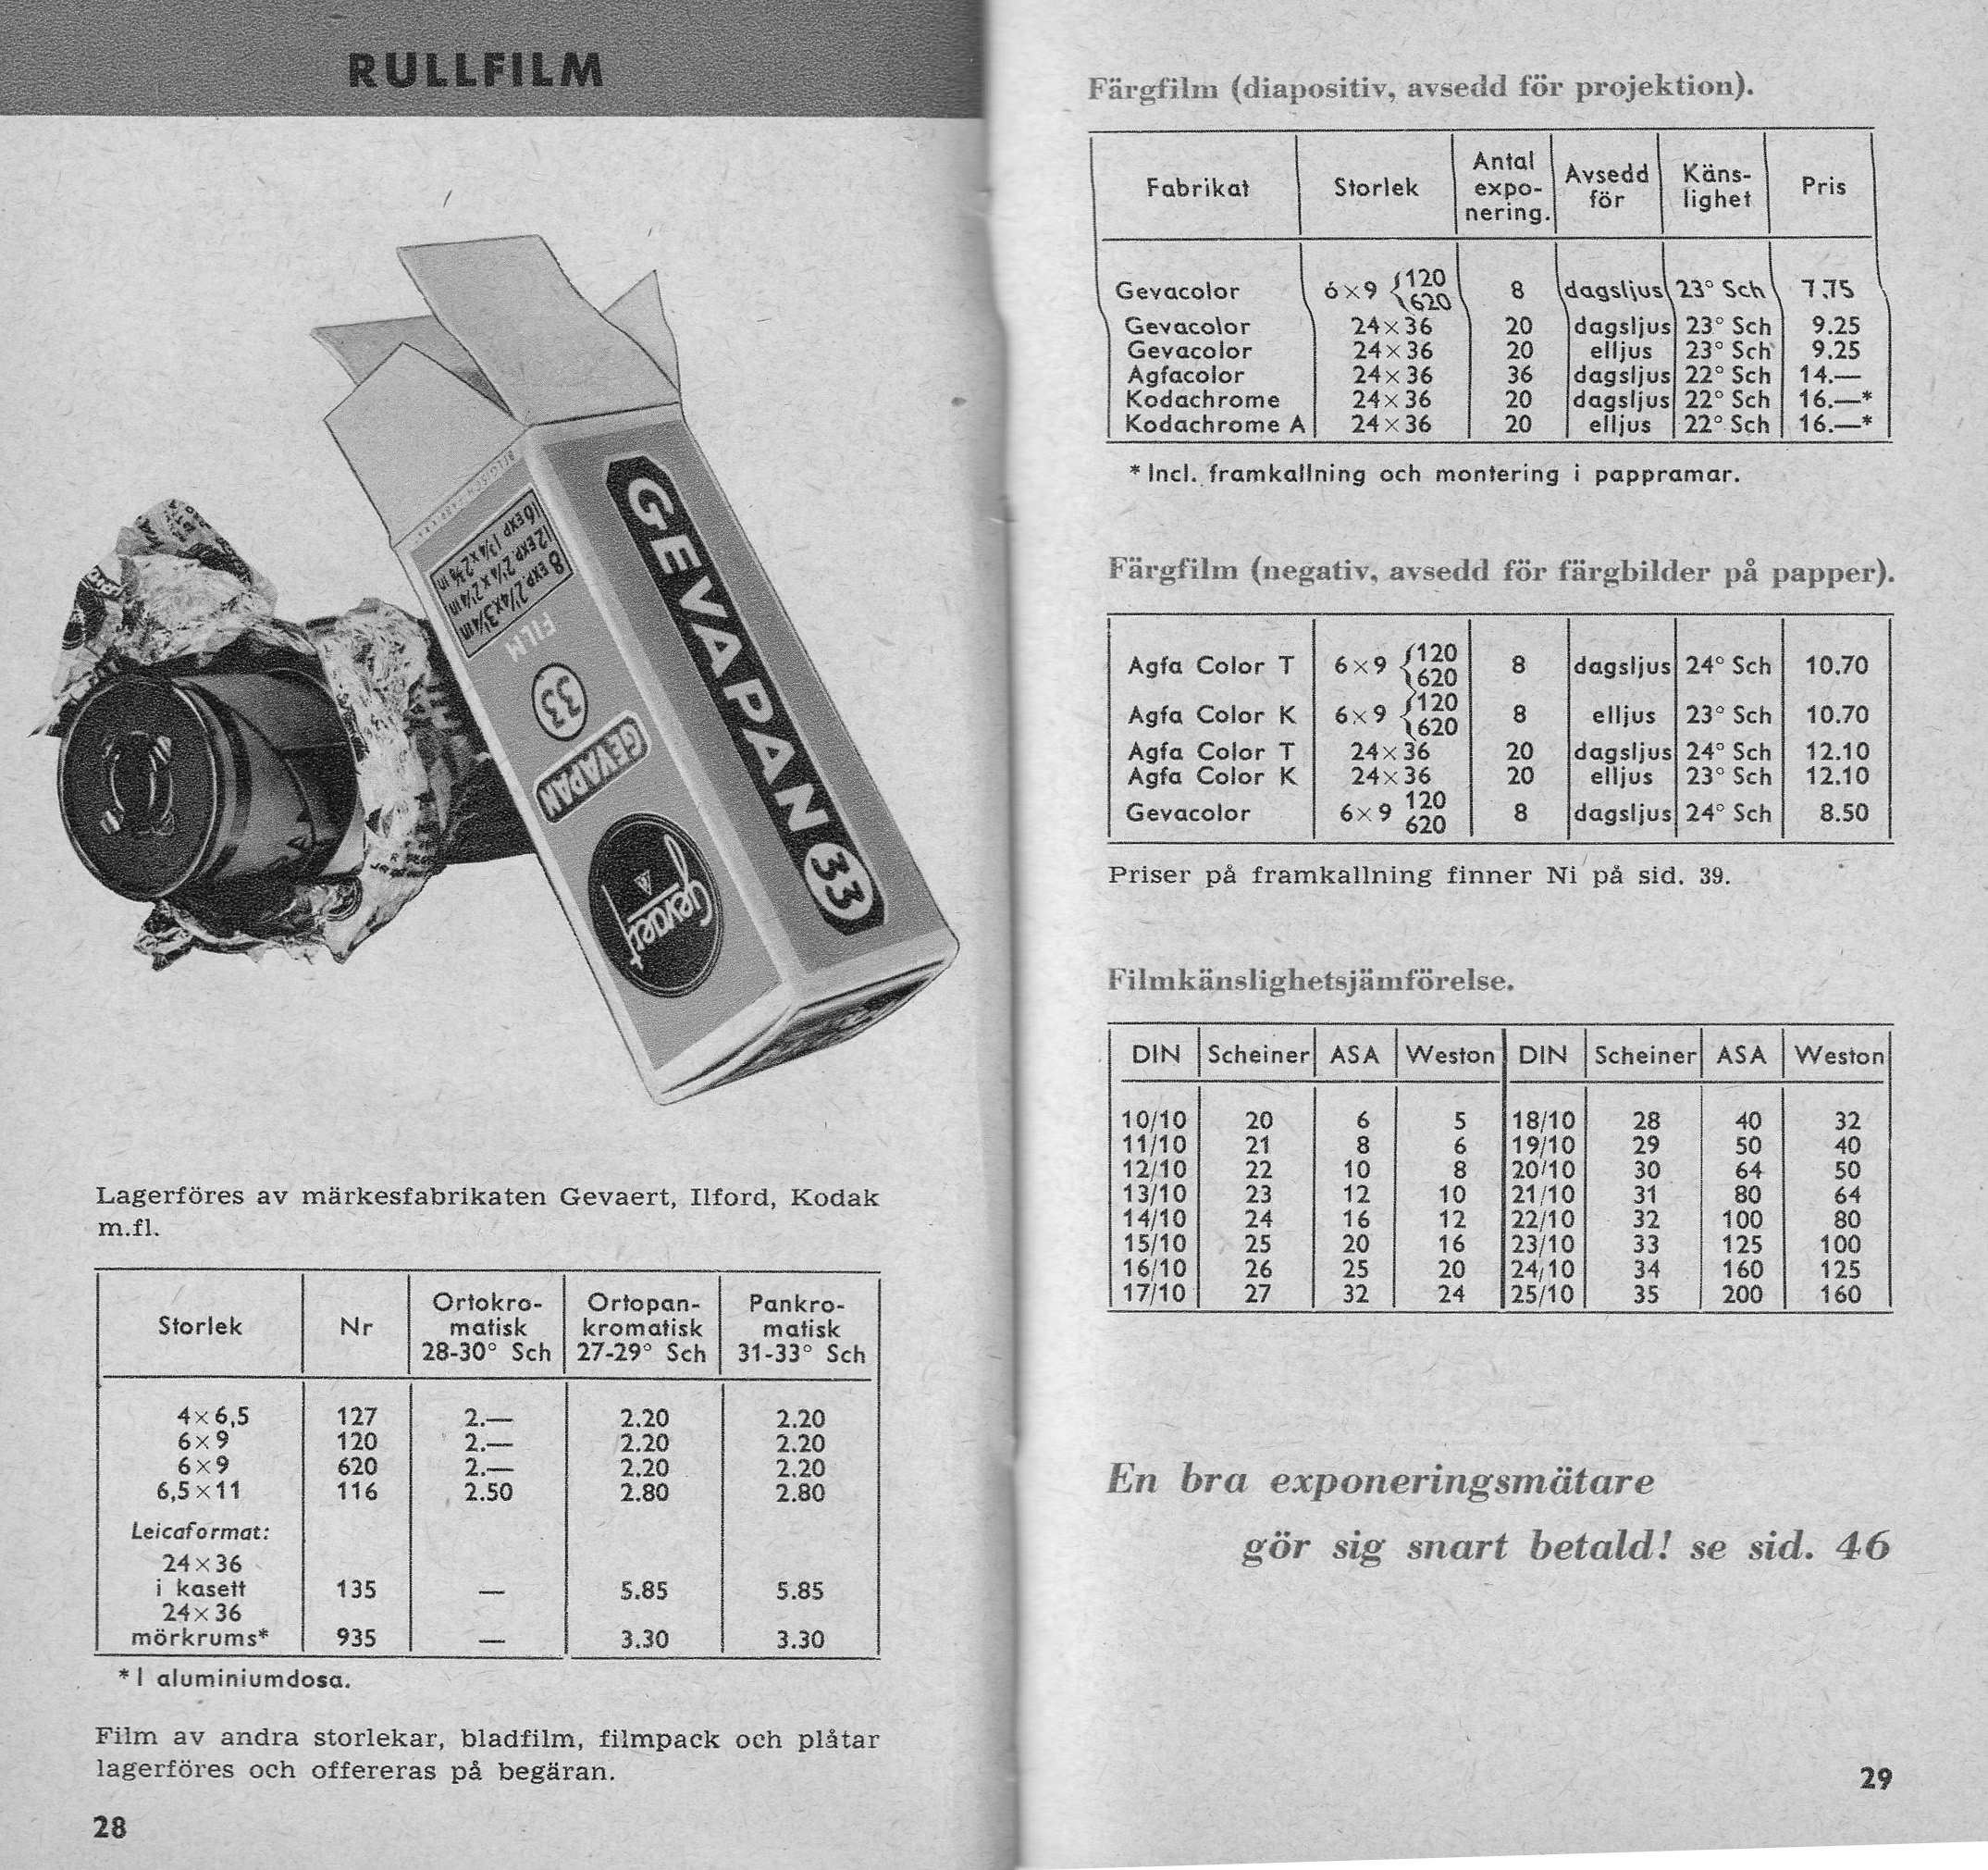 RULLFILM
BELGISCH
16 EXP 1⅝ x 2¼ in
12 EXP. 2¼ x 2¼ in
8 EXP. 2¼ x 3¼ in
FILM
33
GEVAPAN
Gevaert
GEVAPAN 33
Lagerföres av märkesfabrikaten Gevaert, Ilford, Kodak
m.fl.
Storlek Nr Ortokro- Ortopan- Pankro-
matisk kromatisk matisk
28-30° Sch 27-29° Sch 31-33° Sch
4×6,5 127 2.— 2.20 2.20
6×9 120 2.— 2.20 2.20
6×9 620 2.— 2.20 2.20
6,5×11 116 2.50 2.80 2.80
Leicaformat:
24×36
i kasett 135 — 5.85 5.85
24×36
mörkrums* 935 — 3.30 3.30
* I aluminiumdosa.
Film av andra storlekar, bladfilm, filmpack och plåtar
lagerföres och offereras på begäran.
28
Färgfilm (diapositiv, avsedd för projektion).
Fabrikat Storlek Antal expo- nering. Avsedd för Käns- lighet Pris
Gevacolor 6×9 {120 620 8 dagsljus 23° Sch 7.75
Gevacolor 24×36 20 dagsljus 23° Sch 9.25
Gevacolor 24×36 20 elljus 23° Sch 9.25
Agfacolor 24×36 36 dagsljus 22° Sch 14.—
Kodachrome 24×36 20 dagsljus 22° Sch 16.—*
Kodachrome A 24×36 20 elljus 22° Sch 16.—*
* Incl. framkallning och montering i pappramar.
Färgfilm (negativ, avsedd för färgbilder på papper).
Agfa Color T 6×9 {120 620 8 dagsljus 24° Sch 10.70
Agfa Color K 6×9 {120 620 8 elljus 23° Sch 10.70
Agfa Color T 24×36 20 dagsljus 24° Sch 12.10
Agfa Color K 24×36 20 elljus 23° Sch 12.10
Gevacolor 6×9 120 620 8 dagsljus 24° Sch 8.50
Priser på framkallning finner Ni på sid. 39.
Filmkänslighetsjämförelse.
DIN Scheiner ASA Weston DIN Scheiner ASA Weston
10/10 20 6 5 18/10 28 40 32
11/10 21 8 6 19/10 29 50 40
12/10 22 10 8 20/10 30 64 50
13/10 23 12 10 21/10 31 80 64
14/10 24 16 12 22/10 32 100 80
15/10 25 20 16 23/10 33 125 100
16/10 26 25 20 24/10 34 160 125
17/10 27 32 24 25/10 35 200 160
En bra exponeringsmätare
gör sig snart betald! se sid. 46
29